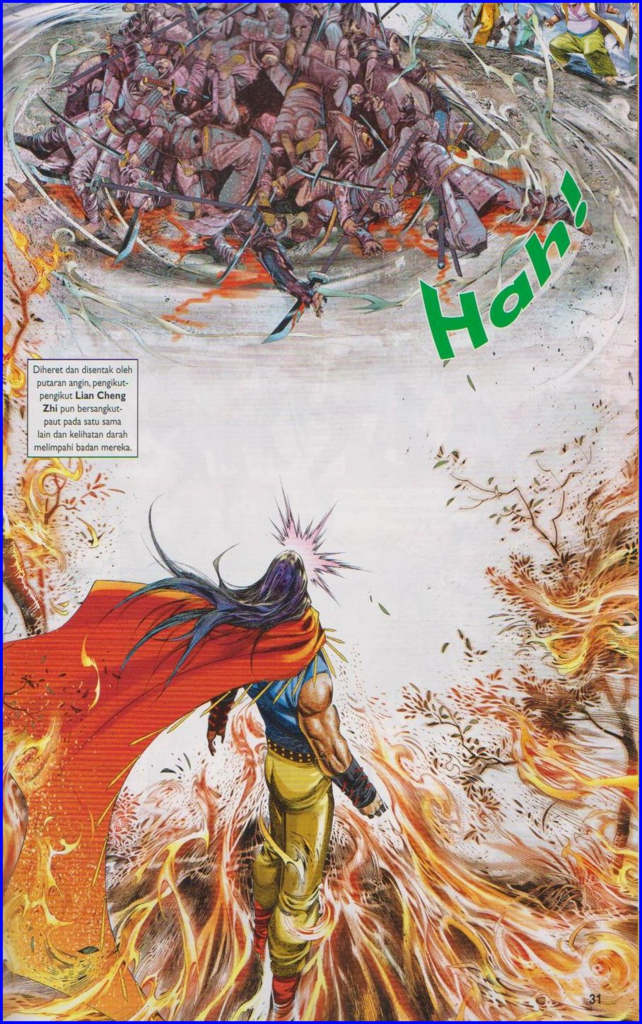 Hah!
Diheret dan disentak oleh
putaran angin, pengikut-
pengikut Lian Cheng
Zhi pun bersangkut-
paut pada satu sama
lain dan kelihatan darah
melimpahi badan mereka.
31